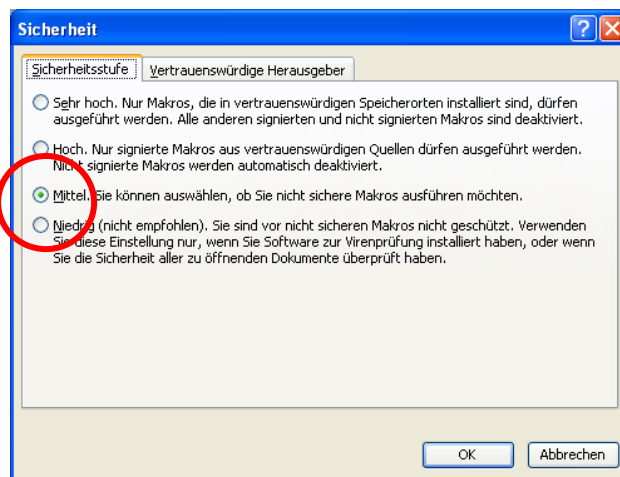 Sicherheit
Sicherheitsstufe
Vertrauenswürdige Herausgeber
Sehr hoch. Nur Makros, die in vertrauenswürdigen Speicherorten installiert sind, dürfen
ausgeführt werden. Alle anderen signierten und nicht signierten Makros sind deaktiviert.
Hoch. Nur signierte Makros aus vertrauenswürdigen Quellen dürfen ausgeführt werden.
Nicht signierte Makros werden automatisch deaktiviert.
Mittel. Sie können auswählen, ob Sie nicht sichere Makros ausführen möchten.
Niedrig (nicht empfohlen). Sie sind vor nicht sicheren Makros nicht geschützt. Verwenden
Sie diese Einstellung nur, wenn Sie Software zur Virenprüfung installiert haben, oder wenn
Sie die Sicherheit aller zu öffnenden Dokumente überprüft haben.
OK
Abbrechen